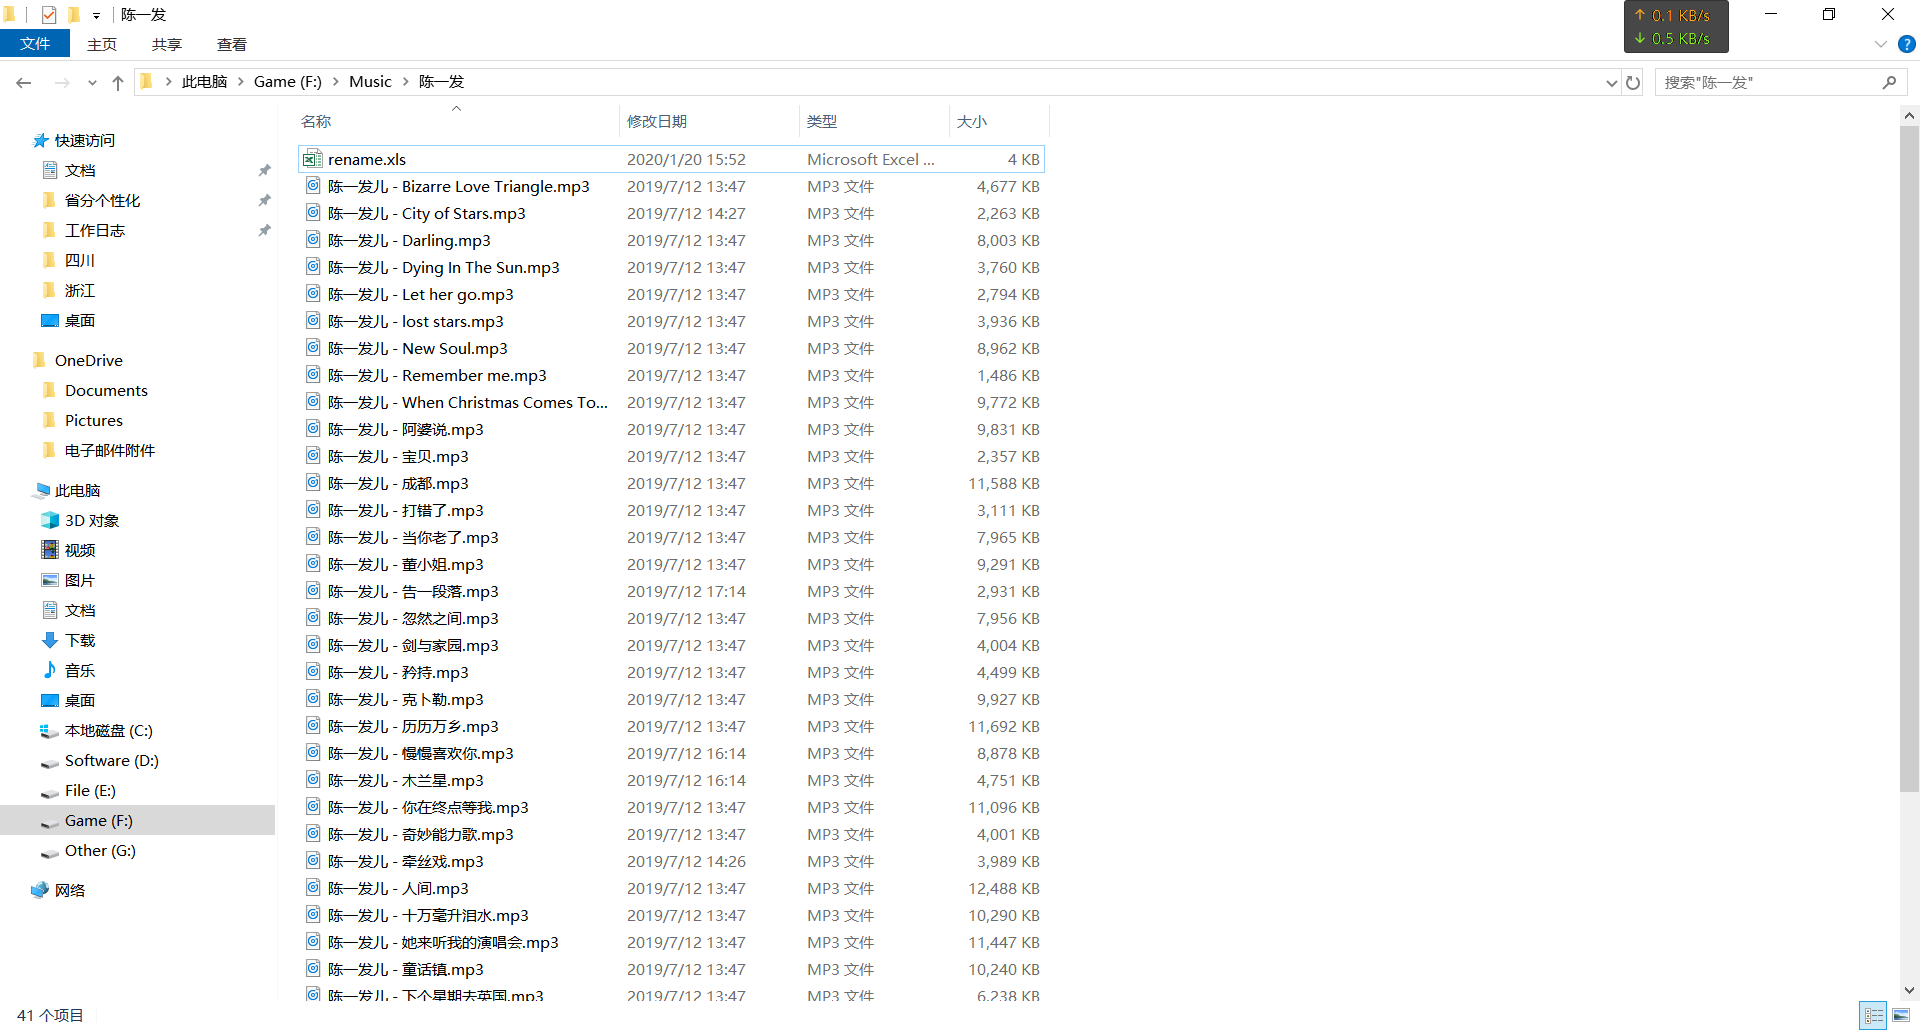 陈一发
↑ 0.1 KB/s
↓ 0.5 KB/s
文件 主页 共享 查看
此电脑 > Game (F:) > Music > 陈一发
搜索"陈一发"
快速访问
文档
省分个性化
工作日志
四川
浙江
桌面
OneDrive
Documents
Pictures
电子邮件附件
此电脑
3D 对象
视频
图片
文档
下载
音乐
桌面
本地磁盘 (C:)
Software (D:)
File (E:)
Game (F:)
Other (G:)
网络
名称 修改日期 类型 大小
rename.xls 2020/1/20 15:52 Microsoft Excel ... 4 KB
陈一发儿 - Bizarre Love Triangle.mp3 2019/7/12 13:47 MP3 文件 4,677 KB
陈一发儿 - City of Stars.mp3 2019/7/12 14:27 MP3 文件 2,263 KB
陈一发儿 - Darling.mp3 2019/7/12 13:47 MP3 文件 8,003 KB
陈一发儿 - Dying In The Sun.mp3 2019/7/12 13:47 MP3 文件 3,760 KB
陈一发儿 - Let her go.mp3 2019/7/12 13:47 MP3 文件 2,794 KB
陈一发儿 - lost stars.mp3 2019/7/12 13:47 MP3 文件 3,936 KB
陈一发儿 - New Soul.mp3 2019/7/12 13:47 MP3 文件 8,962 KB
陈一发儿 - Remember me.mp3 2019/7/12 13:47 MP3 文件 1,486 KB
陈一发儿 - When Christmas Comes To... 2019/7/12 13:47 MP3 文件 9,772 KB
陈一发儿 - 阿婆说.mp3 2019/7/12 13:47 MP3 文件 9,831 KB
陈一发儿 - 宝贝.mp3 2019/7/12 13:47 MP3 文件 2,357 KB
陈一发儿 - 成都.mp3 2019/7/12 13:47 MP3 文件 11,588 KB
陈一发儿 - 打错了.mp3 2019/7/12 13:47 MP3 文件 3,111 KB
陈一发儿 - 当你老了.mp3 2019/7/12 13:47 MP3 文件 7,965 KB
陈一发儿 - 董小姐.mp3 2019/7/12 13:47 MP3 文件 9,291 KB
陈一发儿 - 告一段落.mp3 2019/7/12 17:14 MP3 文件 2,931 KB
陈一发儿 - 忽然之间.mp3 2019/7/12 13:47 MP3 文件 7,956 KB
陈一发儿 - 剑与家园.mp3 2019/7/12 13:47 MP3 文件 4,004 KB
陈一发儿 - 矜持.mp3 2019/7/12 13:47 MP3 文件 4,499 KB
陈一发儿 - 克卜勒.mp3 2019/7/12 13:47 MP3 文件 9,927 KB
陈一发儿 - 历历万乡.mp3 2019/7/12 13:47 MP3 文件 11,692 KB
陈一发儿 - 慢慢喜欢你.mp3 2019/7/12 16:14 MP3 文件 8,878 KB
陈一发儿 - 木兰星.mp3 2019/7/12 16:14 MP3 文件 4,751 KB
陈一发儿 - 你在终点等我.mp3 2019/7/12 13:47 MP3 文件 11,096 KB
陈一发儿 - 奇妙能力歌.mp3 2019/7/12 13:47 MP3 文件 4,001 KB
陈一发儿 - 牵丝戏.mp3 2019/7/12 14:26 MP3 文件 3,989 KB
陈一发儿 - 人间.mp3 2019/7/12 13:47 MP3 文件 12,488 KB
陈一发儿 - 十万毫升泪水.mp3 2019/7/12 13:47 MP3 文件 10,290 KB
陈一发儿 - 她来听我的演唱会.mp3 2019/7/12 13:47 MP3 文件 11,447 KB
陈一发儿 - 童话镇.mp3 2019/7/12 13:47 MP3 文件 10,240 KB
陈一发儿 - 下个星期去英国.mp3 2019/7/12 13:47 MP3 文件 6,238 KB
41 个项目